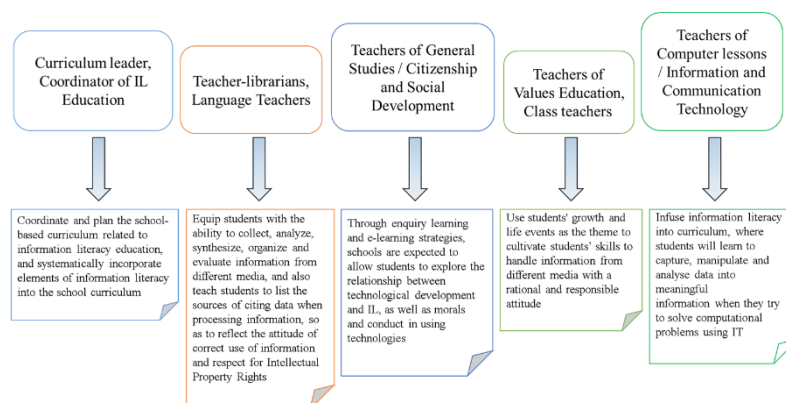 Curriculum leader,
Coordinator of IL
Education
Teacher-librarians,
Language Teachers
Teachers of General
Studies / Citizenship
and Social
Development
Teachers of
Values Education,
Class teachers
Teachers of
Computer lessons
/ Information and
Communication
Technology
Coordinate and plan the school-
based curriculum related to
information literacy education,
and systematically incorporate
elements of information literacy
into the school curriculum
Equip students with the
ability to collect, analyze,
synthesize, organize and
evaluate information from
different media, and also
teach students to list the
sources of citing data when
processing information, so
as to reflect the attitude of
correct use of information
and respect for Intellectual
Property Rights
Through enquiry learning
and e-learning strategies,
schools are expected to
allow students to explore the
relationship between
technological development
and IL, as well as morals
and conduct in using
technologies
Use students' growth and
life events as the theme to
cultivate students' skills to
handle information from
different media with a
rational and responsible
attitude
Infuse information literacy
into curriculum, where
students will learn to
capture, manipulate and
analyse data into
meaningful
information when they try
to solve computational
problems using IT